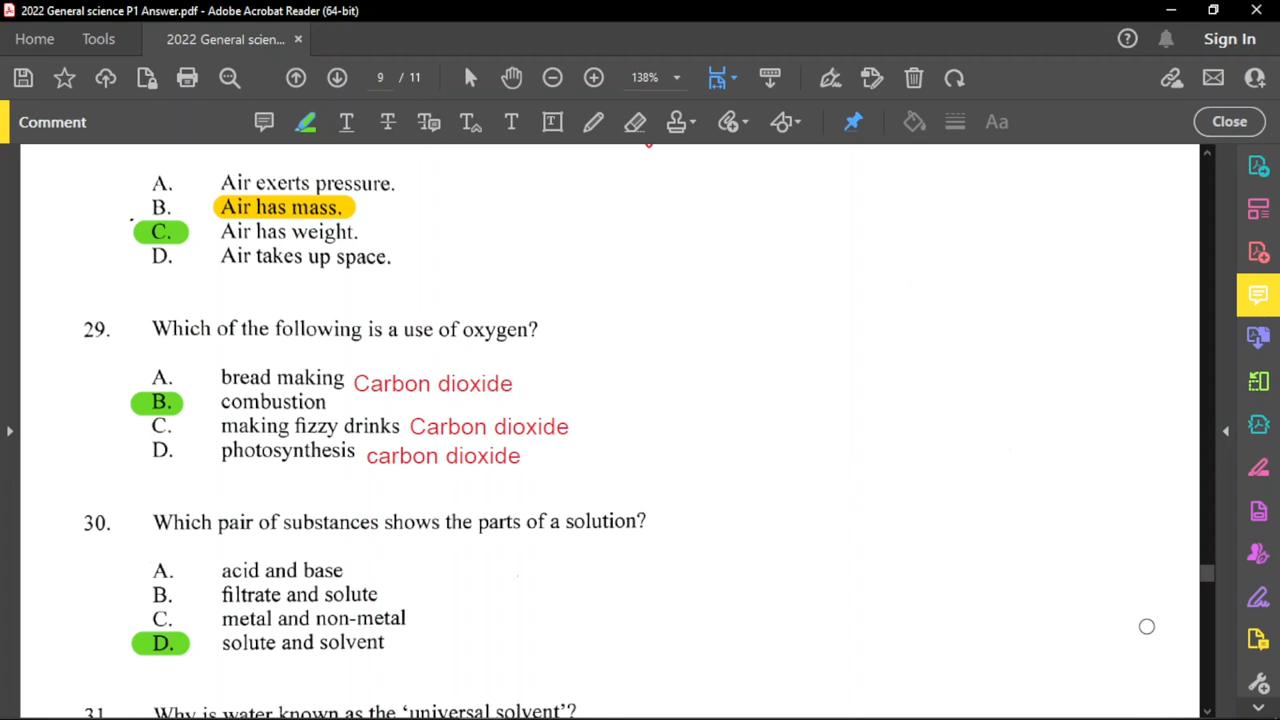 2022 General science P1 Answer.pdf - Adobe Acrobat Reader (64-bit)
Home Tools 2022 General scien... × Sign In
9 / 11 138%
Comment Close
A. Air exerts pressure.
B. Air has mass.
C. Air has weight.
D. Air takes up space.
29. Which of the following is a use of oxygen?
A. bread making Carbon dioxide
B. combustion
C. making fizzy drinks Carbon dioxide
D. photosynthesis carbon dioxide
30. Which pair of substances shows the parts of a solution?
A. acid and base
B. filtrate and solute
C. metal and non-metal
D. solute and solvent
31. Why is water known as the ‘universal solvent’?